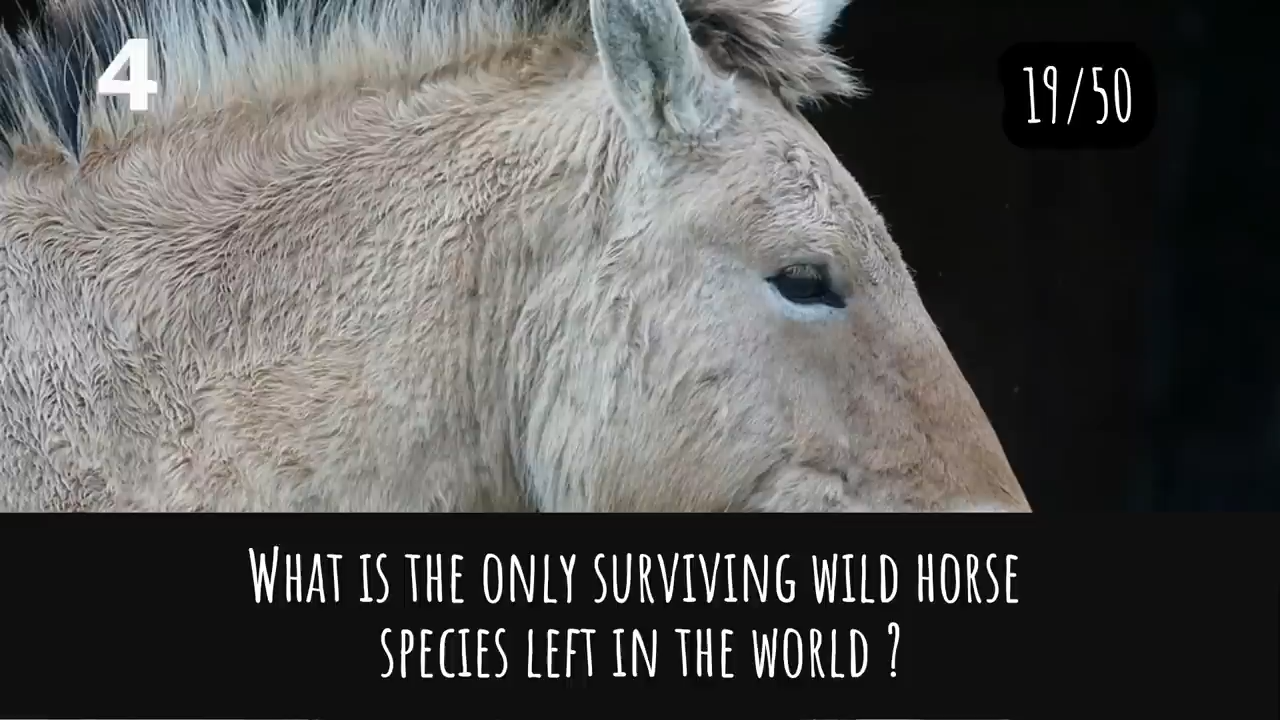 4
19/50
What is the only surviving wild horse
species left in the world ?